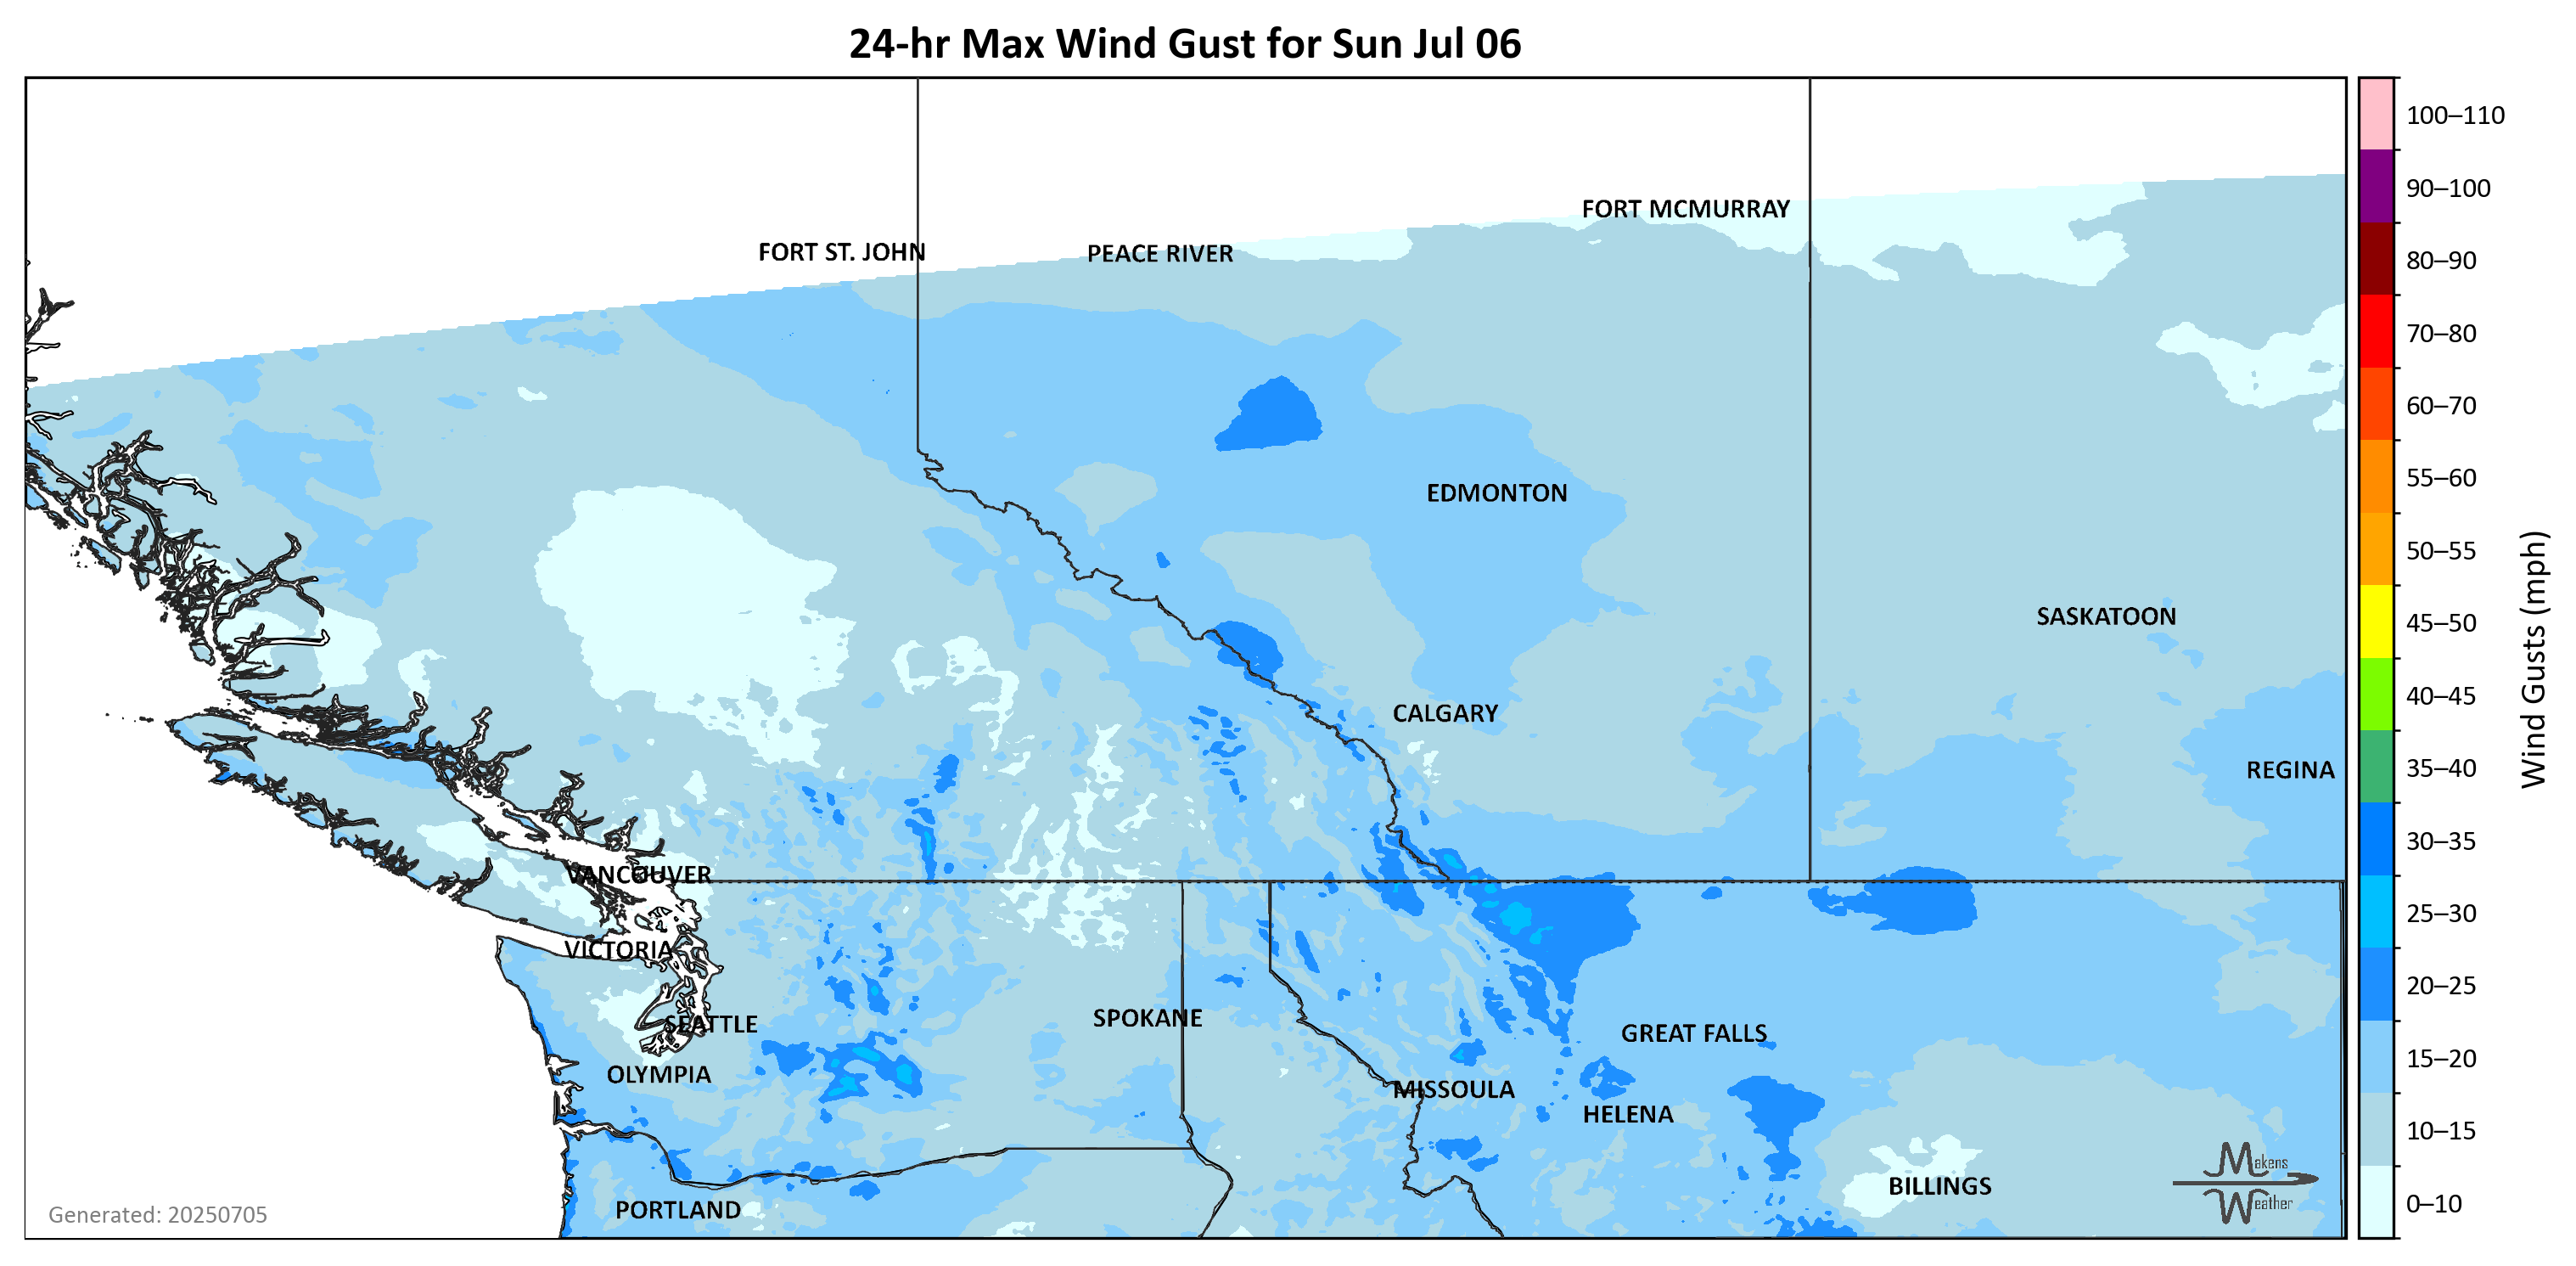 24-hr Max Wind Gust for Sun Jul 06
FORT MCMURRAY
FORT ST. JOHN
PEACE RIVER
EDMONTON
SASKATOON
CALGARY
REGINA
VANCOUVER
VICTORIA
SEATTLE
SPOKANE
GREAT FALLS
OLYMPIA
MISSOULA
HELENA
BILLINGS
PORTLAND
Generated: 20250705
Makens
Weather
100–110
90–100
80–90
70–80
60–70
55–60
50–55
45–50
40–45
35–40
30–35
25–30
20–25
15–20
10–15
0–10
Wind Gusts (mph)